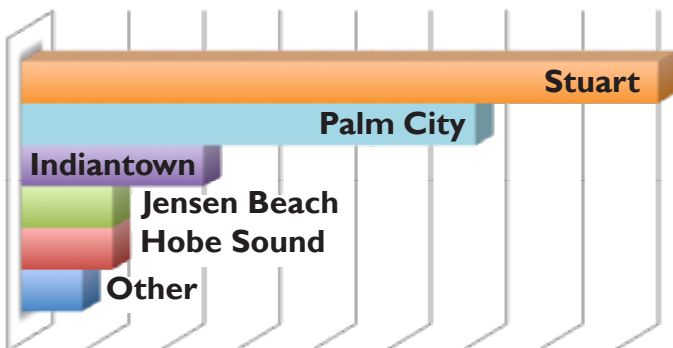 Stuart
Palm City
Indiantown
Jensen Beach
Hobe Sound
Other